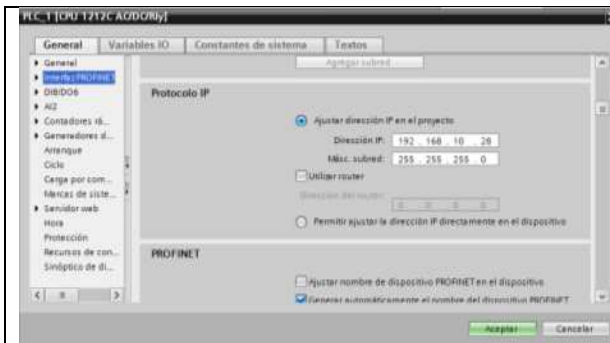 PLC_1 [CPU 1212C AC/DC/Rly]
General Variables IO Constantes de sistema Textos
General
Interfaz PROFINET
DI8/DO6
AI2
Contadores rá...
Generadores d...
Arranque
Ciclo
Carga por com...
Marcas de siste...
Servidor web
Hora
Protección
Recursos de con...
Sinóptico de di...
Agregar subred
Protocolo IP
Ajustar dirección IP en el proyecto
Dirección IP: 192 . 168 . 10 . 28
Másc. subred: 255 . 255 . 255 . 0
Utilizar router
Dirección del router: 0 . 0 . 0 . 0
Permitir ajustar la dirección IP directamente en el dispositivo
PROFINET
Ajustar nombre de dispositivo PROFINET en el dispositivo
Generar automáticamente el nombre del dispositivo PROFINET
Aceptar Cancelar